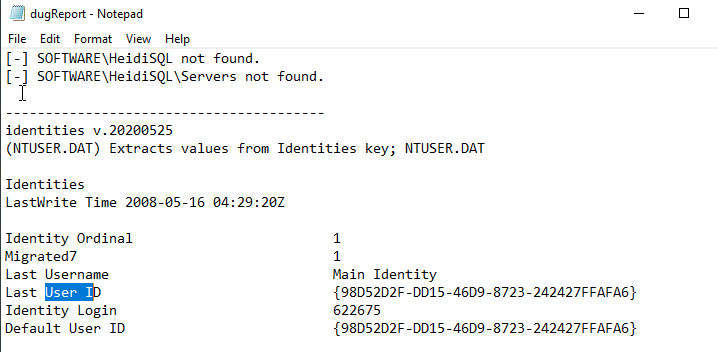 dugReport - Notepad
File Edit Format View Help
[-] SOFTWARE\HeidiSQL not found.
[-] SOFTWARE\HeidiSQL\Servers not found.
----------------------------------------
identities v.20200525
(NTUSER.DAT) Extracts values from Identities key; NTUSER.DAT
Identities
LastWrite Time 2008-05-16 04:29:20Z
Identity Ordinal 1
Migrated7 1
Last Username Main Identity
Last User ID {98D52D2F-DD15-46D9-8723-242427FFAFA6}
Identity Login 622675
Default User ID {98D52D2F-DD15-46D9-8723-242427FFAFA6}